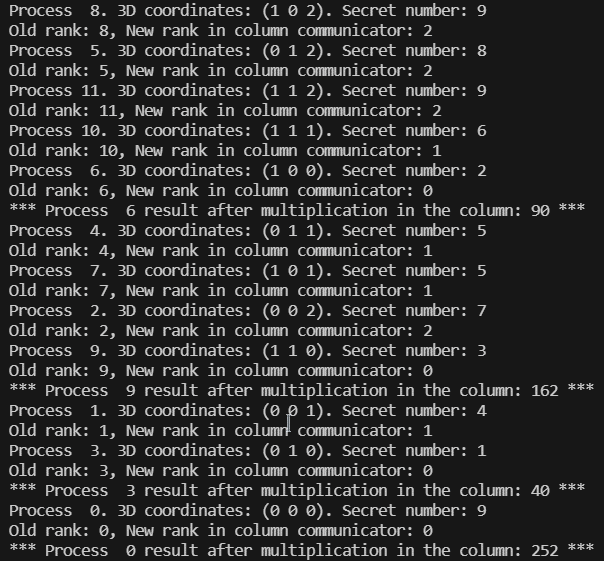 Process  8. 3D coordinates: (1 0 2). Secret number: 9
Old rank: 8, New rank in column communicator: 2
Process  5. 3D coordinates: (0 1 2). Secret number: 8
Old rank: 5, New rank in column communicator: 2
Process 11. 3D coordinates: (1 1 2). Secret number: 9
Old rank: 11, New rank in column communicator: 2
Process 10. 3D coordinates: (1 1 1). Secret number: 6
Old rank: 10, New rank in column communicator: 1
Process  6. 3D coordinates: (1 0 0). Secret number: 2
Old rank: 6, New rank in column communicator: 0
*** Process  6 result after multiplication in the column: 90 ***
Process  4. 3D coordinates: (0 1 1). Secret number: 5
Old rank: 4, New rank in column communicator: 1
Process  7. 3D coordinates: (1 0 1). Secret number: 5
Old rank: 7, New rank in column communicator: 1
Process  2. 3D coordinates: (0 0 2). Secret number: 7
Old rank: 2, New rank in column communicator: 2
Process  9. 3D coordinates: (1 1 0). Secret number: 3
Old rank: 9, New rank in column communicator: 0
*** Process  9 result after multiplication in the column: 162 ***
Process  1. 3D coordinates: (0 0 1). Secret number: 4
Old rank: 1, New rank in column communicator: 1
Process  3. 3D coordinates: (0 1 0). Secret number: 1
Old rank: 3, New rank in column communicator: 0
*** Process  3 result after multiplication in the column: 40 ***
Process  0. 3D coordinates: (0 0 0). Secret number: 9
Old rank: 0, New rank in column communicator: 0
*** Process  0 result after multiplication in the column: 252 ***